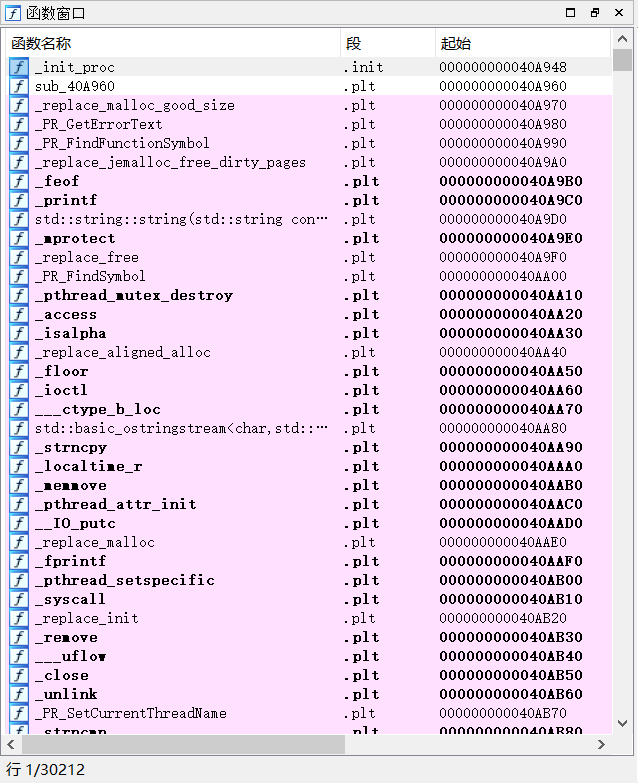 函数窗口
函数名称 段 起始
_init_proc .init 000000000040A948
sub_40A960 .plt 000000000040A960
_replace_malloc_good_size .plt 000000000040A970
_PR_GetErrorText .plt 000000000040A980
_PR_FindFunctionSymbol .plt 000000000040A990
_replace_jemalloc_free_dirty_pages .plt 000000000040A9A0
_feof .plt 000000000040A9B0
_printf .plt 000000000040A9C0
std::string::string(std::string con… .plt 000000000040A9D0
_mprotect .plt 000000000040A9E0
_replace_free .plt 000000000040A9F0
_PR_FindSymbol .plt 000000000040AA00
_pthread_mutex_destroy .plt 000000000040AA10
_access .plt 000000000040AA20
_isalpha .plt 000000000040AA30
_replace_aligned_alloc .plt 000000000040AA40
_floor .plt 000000000040AA50
_ioctl .plt 000000000040AA60
___ctype_b_loc .plt 000000000040AA70
std::basic_ostringstream<char,std::… .plt 000000000040AA80
_strncpy .plt 000000000040AA90
_localtime_r .plt 000000000040AAA0
_memmove .plt 000000000040AAB0
_pthread_attr_init .plt 000000000040AAC0
__IO_putc .plt 000000000040AAD0
_replace_malloc .plt 000000000040AAE0
_fprintf .plt 000000000040AAF0
_pthread_setspecific .plt 000000000040AB00
_syscall .plt 000000000040AB10
_replace_init .plt 000000000040AB20
_remove .plt 000000000040AB30
___uflow .plt 000000000040AB40
_close .plt 000000000040AB50
_unlink .plt 000000000040AB60
_PR_SetCurrentThreadName .plt 000000000040AB70
_strncmp .plt 000000000040AB80
行 1/30212